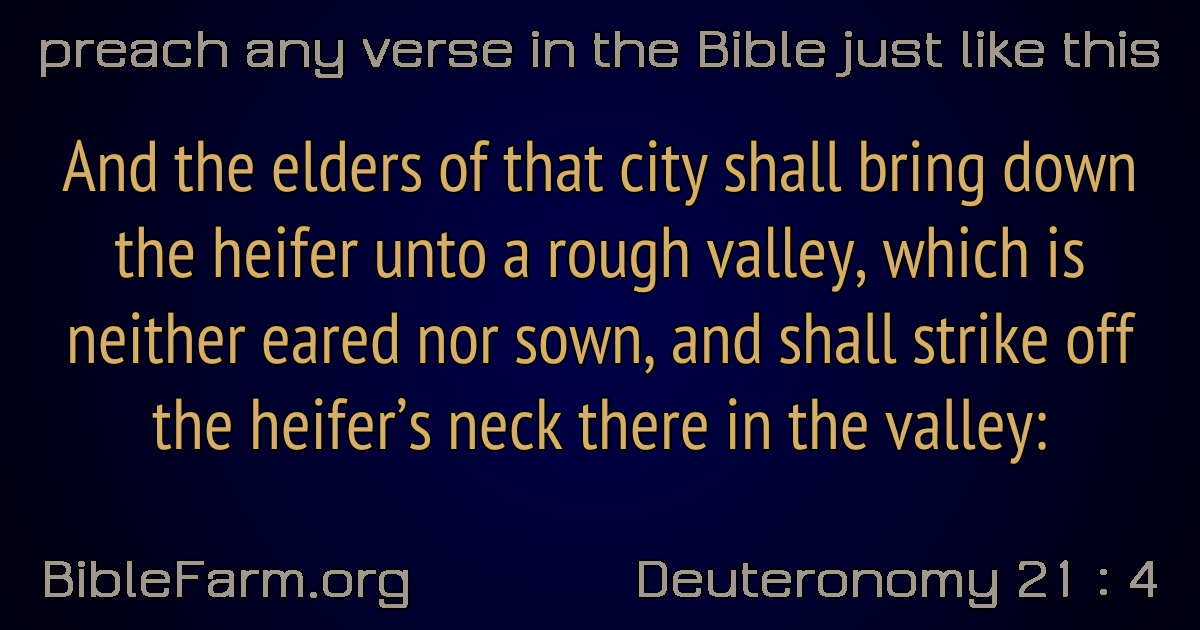 preach any verse in the Bible just like this
And the elders of that city shall bring down
the heifer unto a rough valley, which is
neither eared nor sown, and shall strike off
the heifer’s neck there in the valley:
BibleFarm.org
Deuteronomy 21 : 4